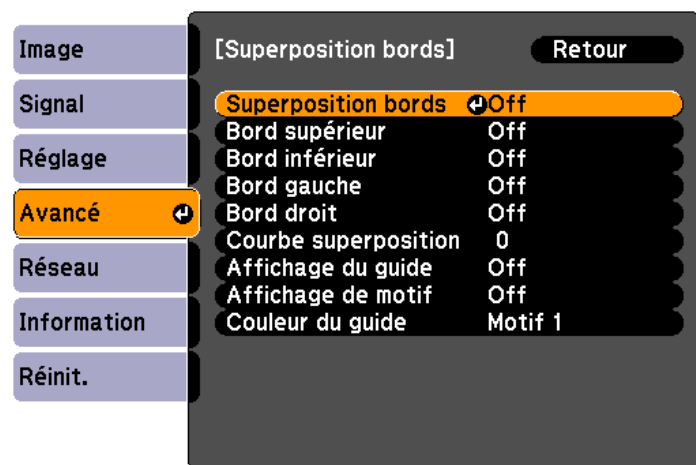 Image
Signal
Réglage
Avancé
Réseau
Information
Réinit.
[Superposition bords] Retour
Superposition bords Off
Bord supérieur Off
Bord inférieur Off
Bord gauche Off
Bord droit Off
Courbe superposition 0
Affichage du guide Off
Affichage de motif Off
Couleur du guide Motif 1